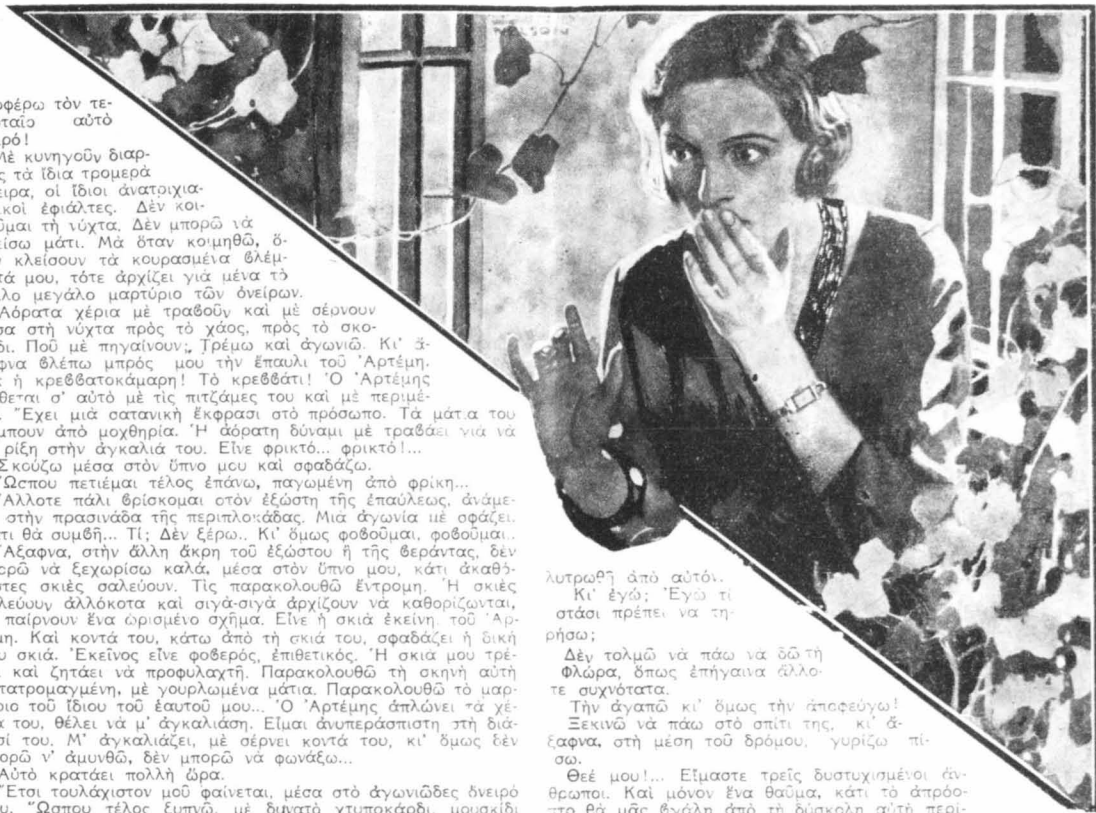 NELSON
φέρω τὸν τε-
ταῖο αὐτὸ
ρό!
Μὲ κυνηγοῦν διαρ-
ς τὰ ἴδια τρομερὰ
ειρα, οἱ ἴδιοι ἀνατριχια-
κοὶ ἐφιάλτες. Δὲν κοι-
μαι τὴ νύχτα. Δὲν μπορῶ νὰ
είσω μάτι. Μὰ ὅταν κοιμηθῶ, ὅ-
κλείσουν τὰ κουρασμένα βλέμ-
τά μου, τότε ἀρχίζει γιὰ μένα τὸ
λο μεγάλο μαρτύριο τῶν ὀνείρων.
Ἀόρατα χέρια μὲ τραβοῦν καὶ μὲ σέρνουν
σα στὴ νύχτα πρὸς τὸ χάος, πρὸς τὸ σκο-
δι. Ποῦ μὲ πηγαίνουν; Τρέμω καὶ ἀγωνιῶ. Κι' ἄ-
φνα βλέπω μπρός μου τὴν ἔπαυλι τοῦ Ἀρτέμη.
ἡ κρεββατοκάμαρη! Τὸ κρεββάτι! Ὁ Ἀρτέμης
θεται σ' αὐτὸ μὲ τὶς πιτζάμες του καὶ μὲ περιμέ-
Ἔχει μιὰ σατανικὴ ἔκφρασι στὸ πρόσωπο. Τὰ μάτια του
μπουν ἀπὸ μοχθηρία. Ἡ ἀόρατη δύναμι μὲ τραβάει γιὰ νὰ
ρίξη στὴν ἀγκαλιά του. Εἶνε φρικτό... φρικτό!...
Σκούζω μέσα στὸν ὕπνο μου καὶ σφαδάζω.
Ὥσπου πετιέμαι τέλος ἐπάνω, παγωμένη ἀπὸ φρίκη...
Ἄλλοτε πάλι βρίσκομαι στὸν ἐξώστη τῆς ἐπαύλεως, ἀνάμε-
στὴν πρασινάδα τῆς περιπλοκάδας. Μιὰ ἀγωνία μὲ σφάζει.
τι θὰ συμβῆ... Τί; Δὲν ξέρω.. Κι' ὅμως φοβοῦμαι, φοβοῦμαι..
Ἄξαφνα, στὴν ἄλλη ἄκρη τοῦ ἐξώστου ἢ τῆς βεράντας, δὲν
ρῶ νὰ ξεχωρίσω καλά, μέσα στὸν ὕπνο μου, κάτι ἀκαθό-
στες σκιὲς σαλεύουν. Τὶς παρακολουθῶ ἔντρομη. Ἡ σκιὲς
λεύουν ἀλλόκοτα καὶ σιγὰ-σιγὰ ἀρχίζουν νὰ καθορίζωνται,
παίρνουν ἕνα ὡρισμένο σχῆμα. Εἶνε ἡ σκιὰ ἐκείνη τοῦ Ἀρ-
μη. Καὶ κοντά του, κάτω ἀπὸ τὴ σκιά του, σφαδάζει ἡ δική
υ σκιά. Ἐκεῖνος εἶνε φοβερός, ἐπιθετικός. Ἡ σκιά μου τρέ-
καὶ ζητάει νὰ προφυλαχτῆ. Παρακολουθῶ τὴ σκηνὴ αὐτὴ
τατρομαγμένη, μὲ γουρλωμένα μάτια. Παρακολουθῶ τὸ μαρ-
ριο τοῦ ἴδιου τοῦ ἑαυτοῦ μου... Ὁ Ἀρτέμης ἁπλώνει τὰ χέ-
α του, θέλει νὰ μ' ἀγκαλιάση. Εἶμαι ἀνυπεράσπιστη στὴ διά-
σί του. Μ' ἀγκαλιάζει, μὲ σέρνει κοντά του, κι' ὅμως δὲν
ορῶ ν' ἀμυνθῶ, δὲν μπορῶ νὰ φωνάξω...
Αὐτὸ κρατάει πολλὴ ὥρα.
Ἔτσι τουλάχιστον μοῦ φαίνεται, μέσα στὸ ἀγωνιῶδες ὄνειρό
υ. Ὥσπου τέλος ξυπνῶ, μὲ δυνατὸ χτυποκάρδι, μουσκίδι
λυτρωθῆ ἀπὸ αὐτόν.
Κι' ἐγώ; Ἐγὼ τί
στάσι πρέπει νὰ τη-
ρήσω;
Δὲν τολμῶ νὰ πάω νὰ δῶ τὴ
Φλώρα, ὅπως ἐπήγαινα ἄλλο-
τε συχνότατα.
Τὴν ἀγαπῶ κι' ὅμως τὴν ἀποφεύγω!
Ξεκινῶ νὰ πάω στὸ σπίτι της, κι' ἄ-
ξαφνα, στὴ μέση τοῦ δρόμου, γυρίζω πί-
σω.
Θεέ μου!... Εἴμαστε τρεῖς δυστυχισμένοι ἄν-
θρωποι. Καὶ μόνον ἕνα θαῦμα, κάτι τὸ ἀπρόο-
πτο θὰ μᾶς βγάλη ἀπὸ τὴ δύσκολη αὐτὴ περί-